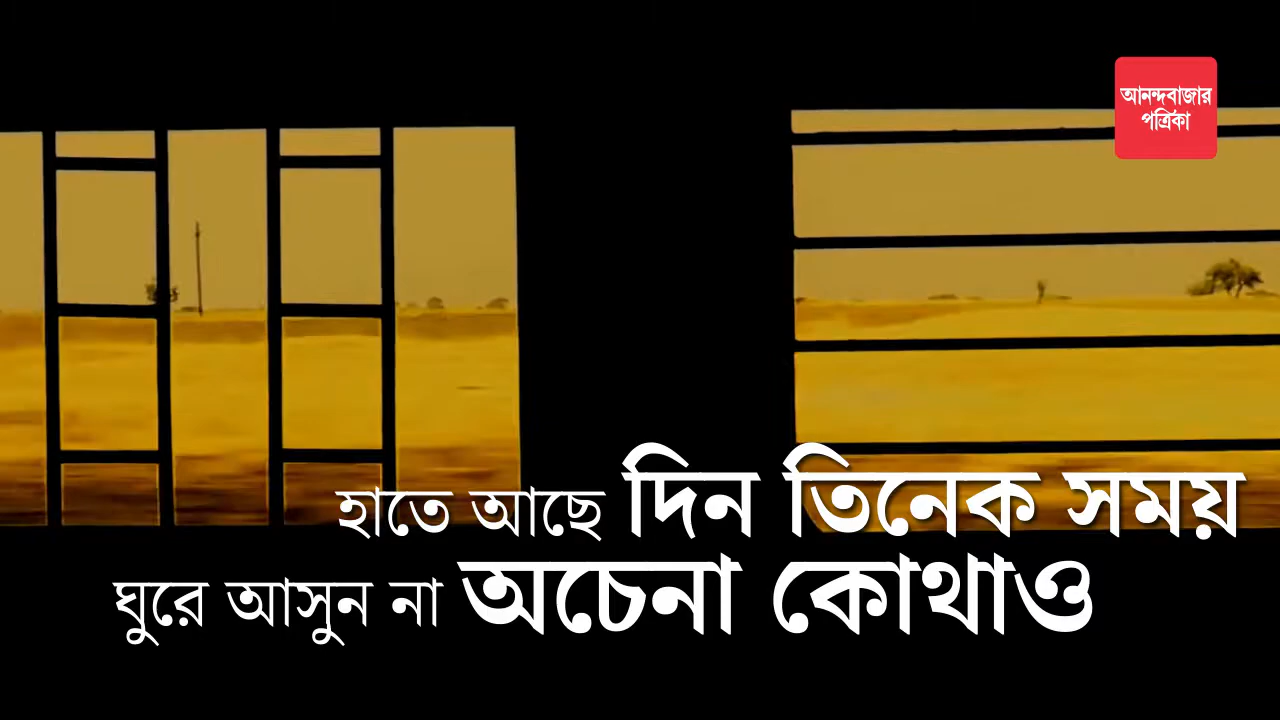 আনন্দবাজার
পত্রিকা
হাতে আছে দিন তিনেক সময়
ঘুরে আসুন না অচেনা কোথাও